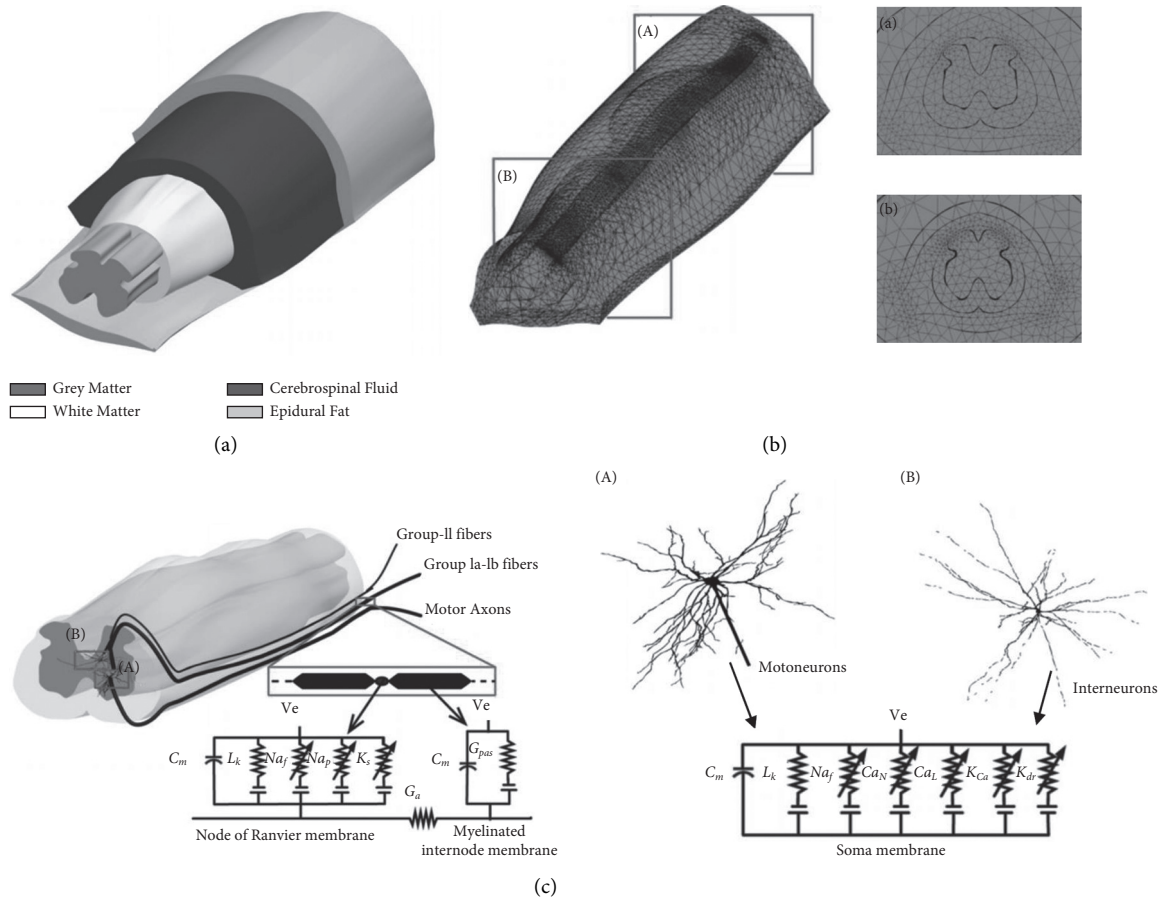 (A)
(B)
(a)
(b)
Grey Matter
White Matter
Cerebrospinal Fluid
Epidural Fat
(a)
(b)
Group-ll fibers
Group la-lb fibers
Motor Axons
(B)
(A)
Ve
Ve
Cm
Lk
Naf
Nap
Ks
Ga
Cm
Gpas
Node of Ranvier membrane
Myelinated
internode membrane
(A)
(B)
Motoneurons
Interneurons
Ve
Cm
Lk
Naf
CaN
CaL
KCa
Kdr
Soma membrane
(c)